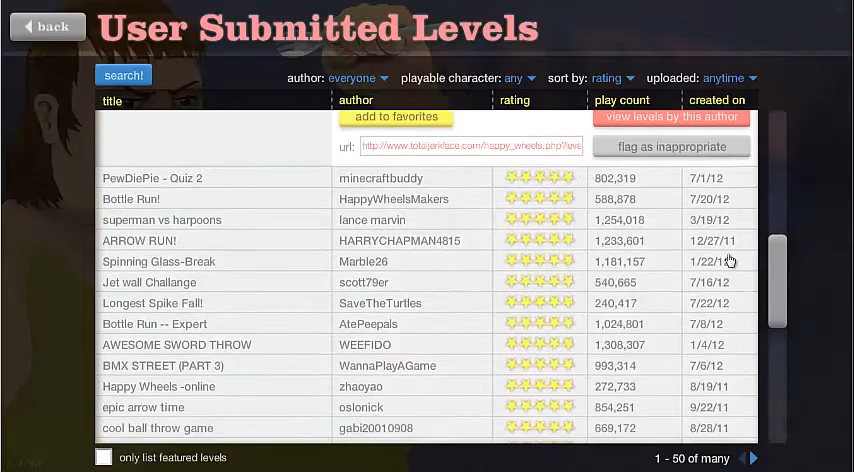 back
User Submitted Levels
search!
author: everyone playable character: any sort by: rating uploaded: anytime
title author rating play count created on
add to favorites view levels by this author
url: http://www.totaljerkface.com/happy_wheels.php?leve flag as inappropriate
PewDiePie - Quiz 2 minecraftbuddy 802,319 7/1/12
Bottle Run! HappyWheelsMakers 588,878 7/20/12
superman vs harpoons lance marvin 1,254,018 3/19/12
ARROW RUN! HARRYCHAPMAN4815 1,233,601 12/27/11
Spinning Glass-Break Marble26 1,181,157
Jet wall Challange scott79er 540,665 7/16/12
Longest Spike Fall! SaveTheTurtles 240,417 7/22/12
Bottle Run -- Expert AtePeepals 1,024,801 7/8/12
AWESOME SWORD THROW WEEFIDO 1,308,307 1/4/12
BMX STREET (PART 3) WannaPlayAGame 993,314 7/6/12
Happy Wheels -online zhaoyao 272,733 8/19/11
epic arrow time oslonick 854,251 9/22/11
cool ball throw game gabi20010908 669,172 8/28/11
only list featured levels 1 - 50 of many